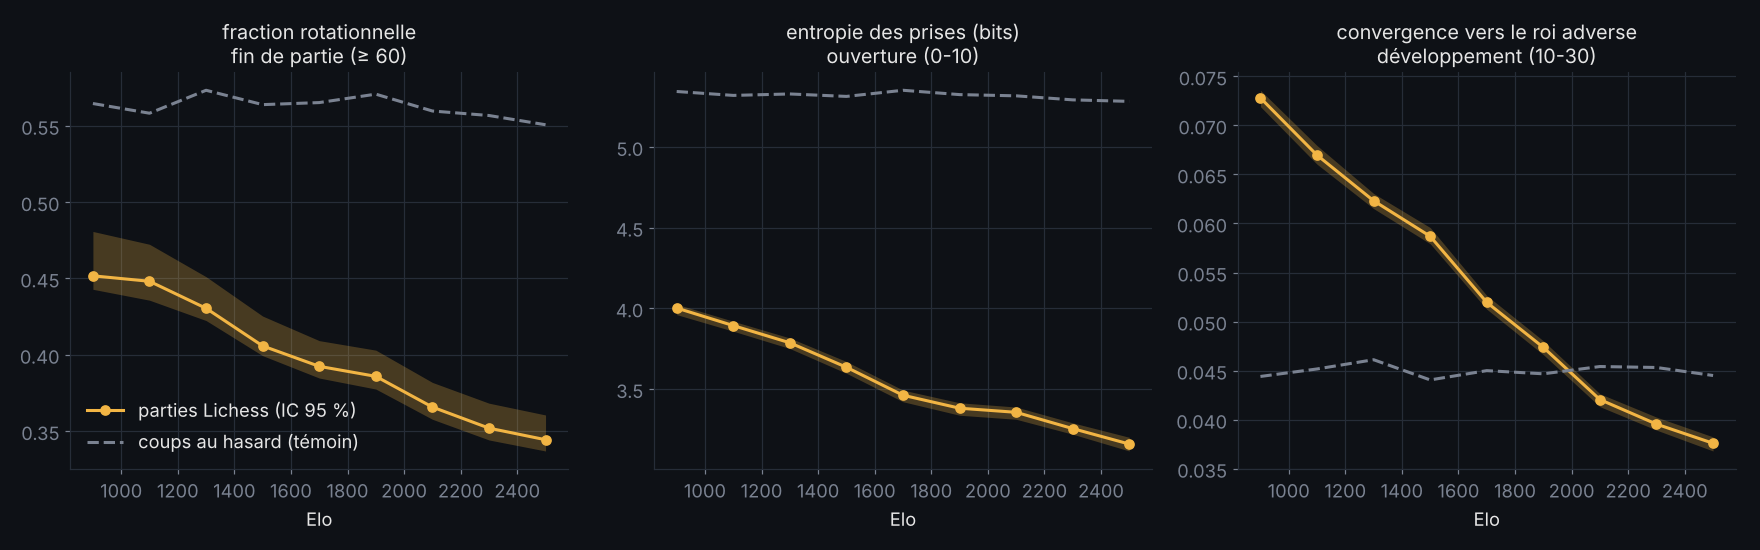 fraction rotationnelle
fin de partie (≥ 60)
0.55
0.50
0.45
0.40
0.35
parties Lichess (IC 95 %)
coups au hasard (témoin)
1000 1200 1400 1600 1800 2000 2200 2400
Elo
entropie des prises (bits)
ouverture (0-10)
5.0
4.5
4.0
3.5
1000 1200 1400 1600 1800 2000 2200 2400
Elo
convergence vers le roi adverse
développement (10-30)
0.075
0.070
0.065
0.060
0.055
0.050
0.045
0.040
0.035
1000 1200 1400 1600 1800 2000 2200 2400
Elo